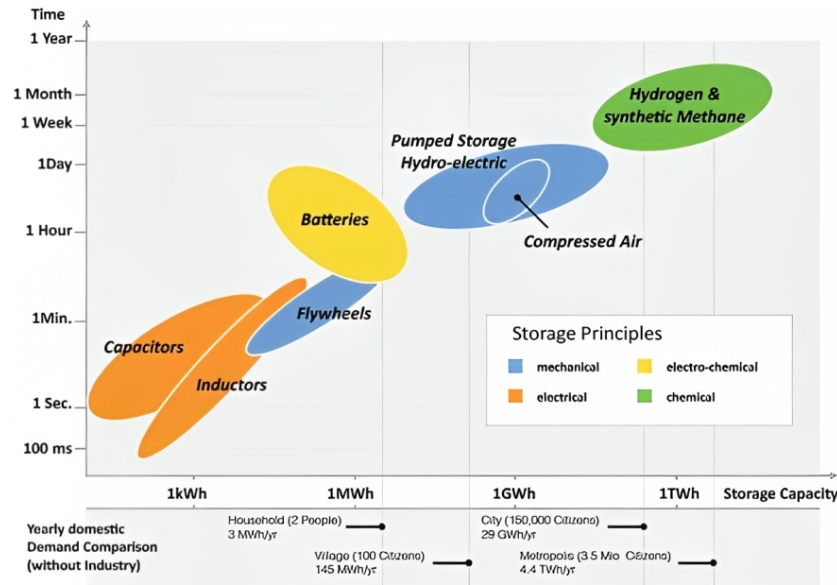 Time
1 Year
1 Month
1 Week
1Day
1 Hour
1Min.
1 Sec.
100 ms
Hydrogen &
synthetic Methane
Pumped Storage
Hydro-electric
Batteries
Compressed Air
Flywheels
Capacitors
Inductors
Storage Principles
mechanical
electro-chemical
electrical
chemical
1kWh
1MWh
1GWh
1TWh
Storage Capacity
Yearly domestic
Demand Comparison
(without Industry)
Household (2 People)
3 MWh/yr
Village (100 Citizens)
145 MWh/yr
City (150,000 Citizens)
29 GWh/yr
Metropolis (3.5 Mio Citizens)
4.4 TWh/yr